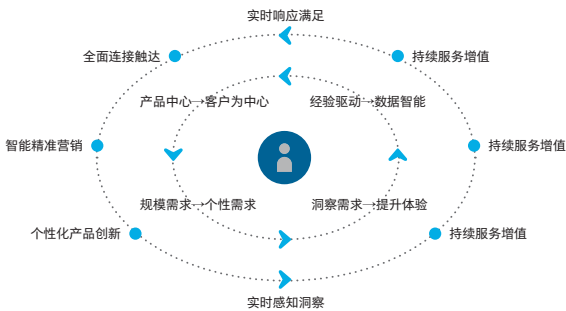 实时响应满足
全面连接触达
持续服务增值
产品中心→客户为中心
经验驱动→数据智能
智能精准营销
持续服务增值
规模需求→个性需求
洞察需求→提升体验
个性化产品创新
持续服务增值
实时感知洞察